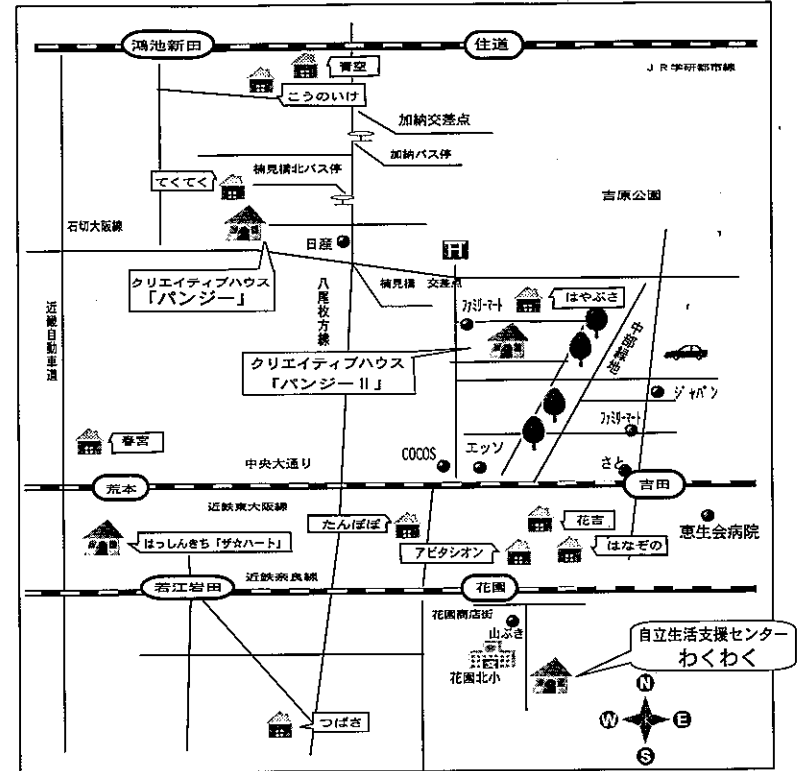 鴻池新田
住道
JR学研都市線
青空
こうのいけ
加納交差点
加納バス停
楠見橋北バス停
てくてく
吉原公園
石切大阪線
日産
H
クリエイティブハウス
「パンジー」
八尾枚方線
楠見橋 交差点
近畿自動車道
ファミリーマート
はやぶさ
中部緑地
クリエイティブハウス
「パンジーⅡ」
ジャパン
ファミリーマート
春宮
中央大通り
COCOS
エッソ
さと
荒本
吉田
近鉄東大阪線
たんぽぽ
花吉
恵生会病院
はっしんきち「ザ☆ハート」
アビタシオン
はなぞの
若江岩田
近鉄奈良線
花園
花園商店街
山ぶき
自立生活支援センター
わくわく
花園北小
つばさ
N
W
E
S